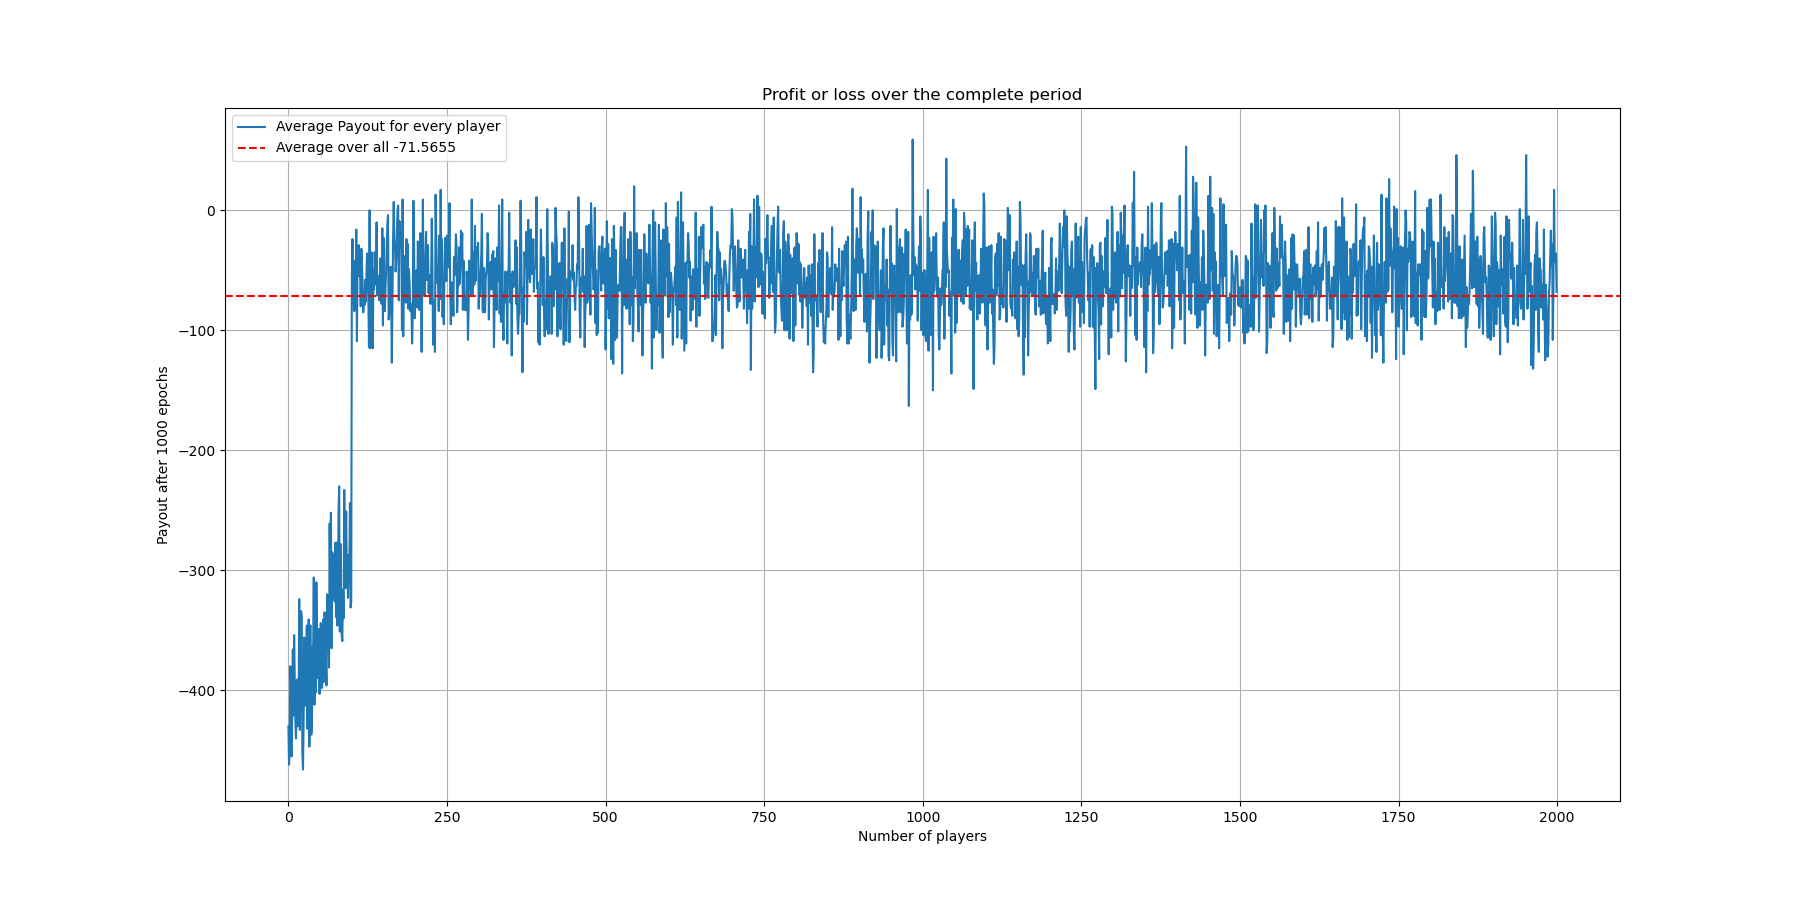 Profit or loss over the complete period
Average Payout for every player
Average over all -71.5655
0
−100
−200
−300
−400
Payout after 1000 epochs
0 250 500 750 1000 1250 1500 1750 2000
Number of players